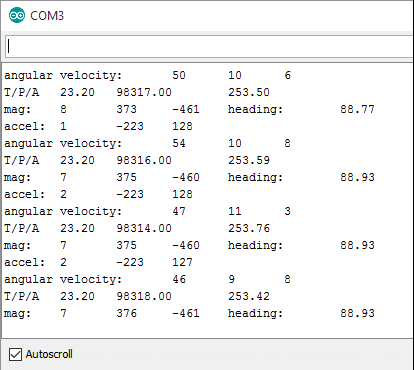 COM3
angular velocity: 50 10 6
T/P/A 23.20 98317.00 253.50
mag: 8 373 -461 heading: 88.77
accel: 1 -223 128
angular velocity: 54 10 8
T/P/A 23.20 98316.00 253.59
mag: 7 375 -460 heading: 88.93
accel: 2 -223 128
angular velocity: 47 11 3
T/P/A 23.20 98314.00 253.76
mag: 7 375 -460 heading: 88.93
accel: 2 -223 127
angular velocity: 46 9 8
T/P/A 23.20 98318.00 253.42
mag: 7 376 -461 heading: 88.93
Autoscroll